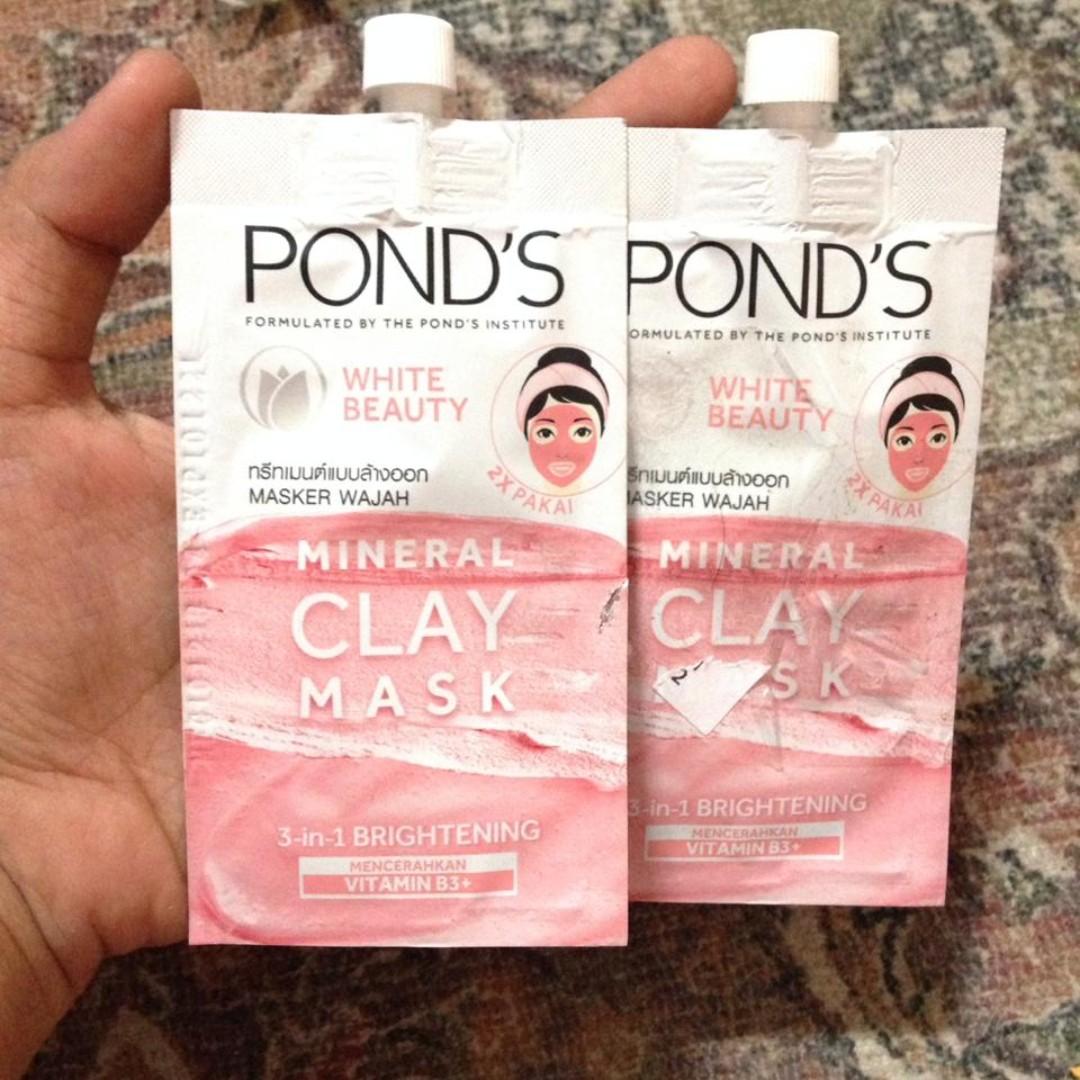 POND'S
FORMULATED BY THE POND'S INSTITUTE
WHITE
BEAUTY
2X PAKAI
ทรีทเมนต์แบบล้างออก
MASKER WAJAH
MINERAL
CLAY
MASK
3-in-1 BRIGHTENING
MENCERAHKAN
VITAMIN B3+
POND'S
ORMULATED BY THE POND'S INSTITUTE
WHITE
BEAUTY
2X PAKAI
รีทเมนต์แบบล้างออก
ASKER WAJAH
MINERAL
CLAY
SK
3-in-1 BRIGHTENING
MENCERAHKAN
VITAMIN B3+